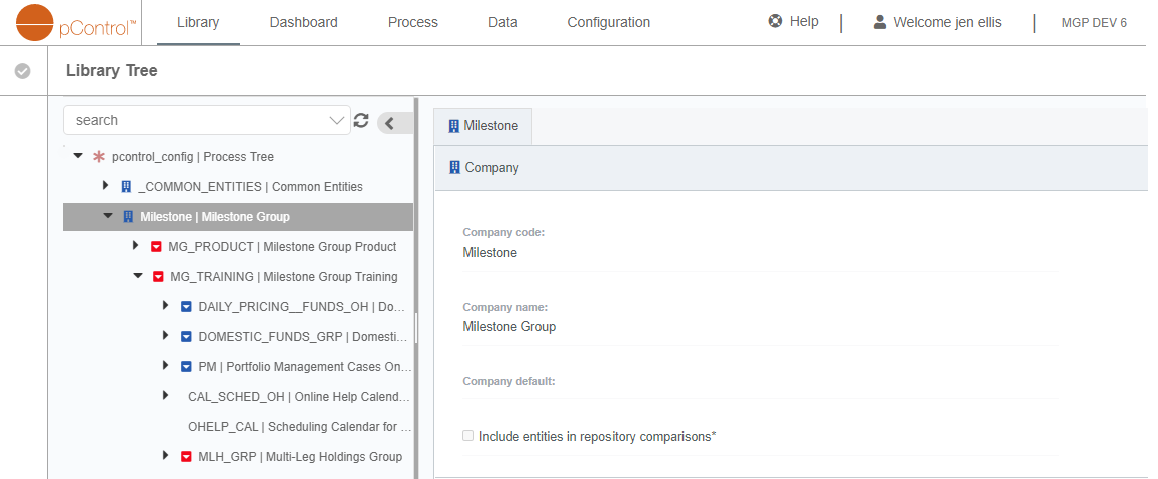 pControl™
Library
Dashboard
Process
Data
Configuration
Help
|
Welcome jen ellis
|
MGP DEV 6
Library Tree
search
pcontrol_config | Process Tree
_COMMON_ENTITIES | Common Entities
Milestone | Milestone Group
MG_PRODUCT | Milestone Group Product
MG_TRAINING | Milestone Group Training
DAILY_PRICING__FUNDS_OH | Do...
DOMESTIC_FUNDS_GRP | Domesti...
PM | Portfolio Management Cases On...
CAL_SCHED_OH | Online Help Calend...
OHELP_CAL | Scheduling Calendar for ...
MLH_GRP | Multi-Leg Holdings Group
Milestone
Company
Company code:
Milestone
Company name:
Milestone Group
Company default:
Include entities in repository comparisons*